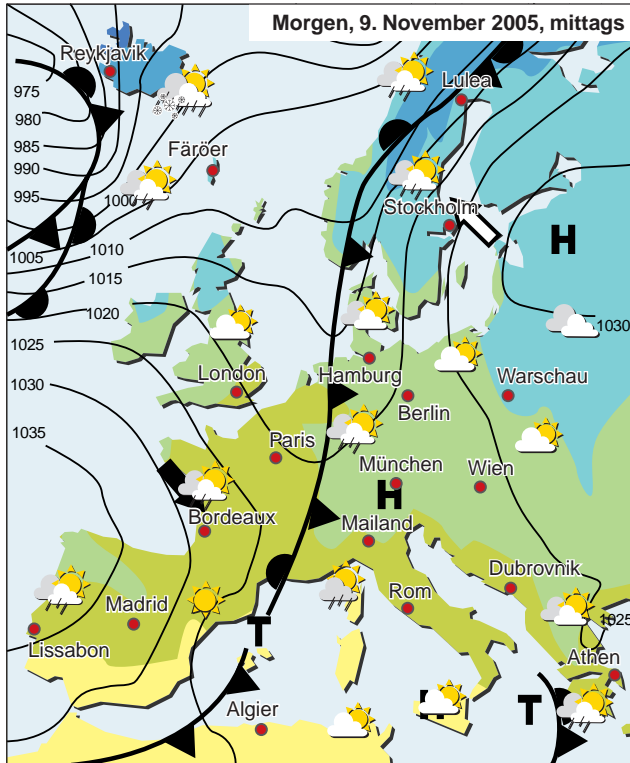 Morgen, 9. November 2005, mittags
Reykjavik
975
980
985
990
995
1000
1005
1010
1015
1020
1025
1030
1035
Lulea
Färöer
Stockholm
H
1030
London
Hamburg
Berlin
Warschau
Paris
München
Wien
H
Bordeaux
Mailand
Dubrovnik
Madrid
Rom
1025
Lissabon
T
Athen
Algier
H
T